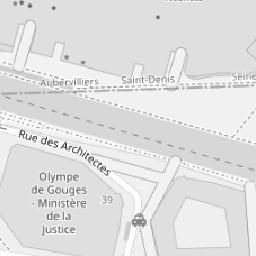 Aubervilliers
Saint-Denis
Seine
Rue des Architectes
Olympe
de Gouges
- Ministère
de la
Justice
39